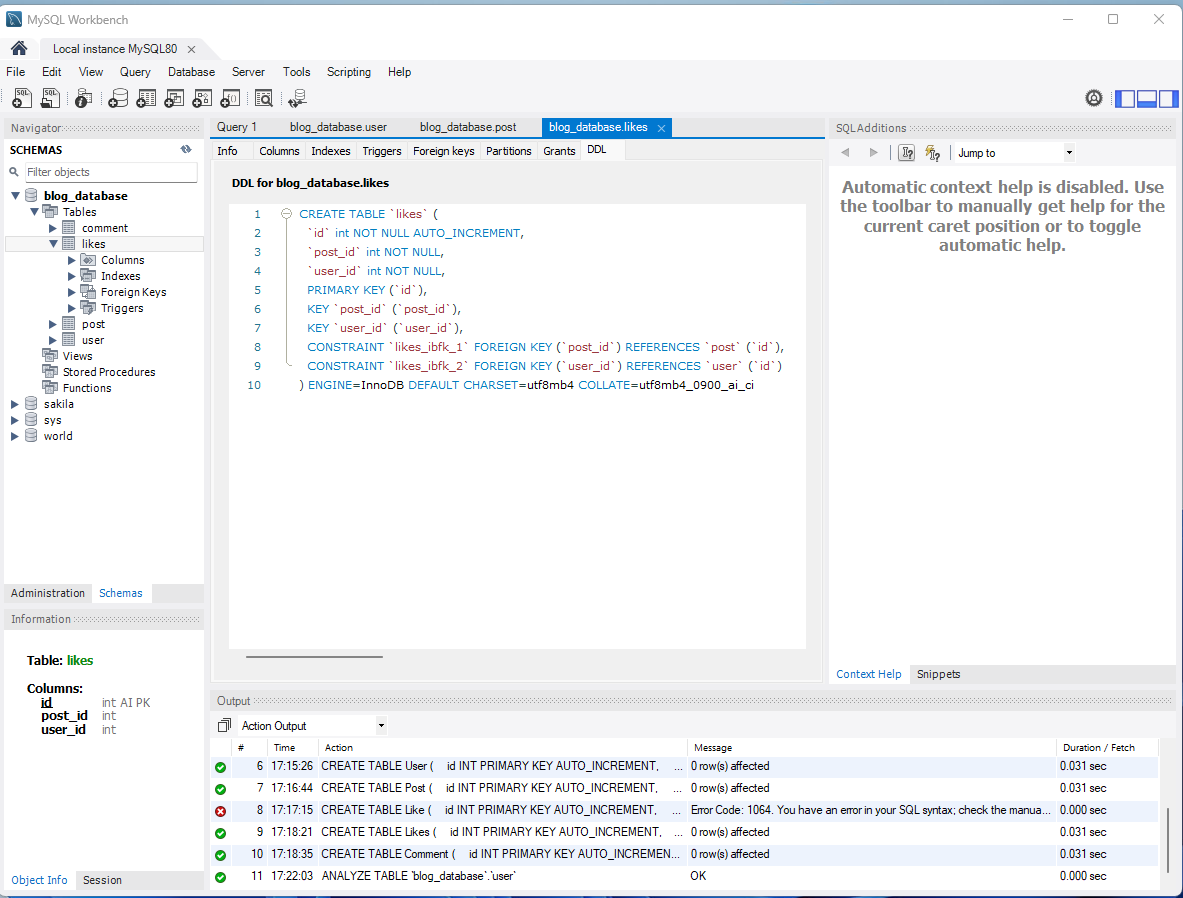 MySQL Workbench
Local instance MySQL80
File Edit View Query Database Server Tools Scripting Help
Navigator
SCHEMAS
Filter objects
blog_database
Tables
comment
likes
Columns
Indexes
Foreign Keys
Triggers
post
user
Views
Stored Procedures
Functions
sakila
sys
world
Administration Schemas
Information
Table: likes
Columns:
id int AI PK
post_id int
user_id int
Object Info Session
Query 1 blog_database.user blog_database.post blog_database.likes
Info Columns Indexes Triggers Foreign keys Partitions Grants DDL
DDL for blog_database.likes
1 CREATE TABLE `likes` (
2 `id` int NOT NULL AUTO_INCREMENT,
3 `post_id` int NOT NULL,
4 `user_id` int NOT NULL,
5 PRIMARY KEY (`id`),
6 KEY `post_id` (`post_id`),
7 KEY `user_id` (`user_id`),
8 CONSTRAINT `likes_ibfk_1` FOREIGN KEY (`post_id`) REFERENCES `post` (`id`),
9 CONSTRAINT `likes_ibfk_2` FOREIGN KEY (`user_id`) REFERENCES `user` (`id`)
10 ) ENGINE=InnoDB DEFAULT CHARSET=utf8mb4 COLLATE=utf8mb4_0900_ai_ci
SQLAdditions
Jump to
Automatic context help is disabled. Use
the toolbar to manually get help for the
current caret position or to toggle
automatic help.
Context Help Snippets
Output
Action Output
# Time Action Message Duration / Fetch
6 17:15:26 CREATE TABLE User ( id INT PRIMARY KEY AUTO_INCREMENT, ... 0 row(s) affected 0.031 sec
7 17:16:44 CREATE TABLE Post ( id INT PRIMARY KEY AUTO_INCREMENT, ... 0 row(s) affected 0.031 sec
8 17:17:15 CREATE TABLE Like ( id INT PRIMARY KEY AUTO_INCREMENT, ... Error Code: 1064. You have an error in your SQL syntax; check the manua... 0.000 sec
9 17:18:21 CREATE TABLE Likes ( id INT PRIMARY KEY AUTO_INCREMENT, ... 0 row(s) affected 0.031 sec
10 17:18:35 CREATE TABLE Comment ( id INT PRIMARY KEY AUTO_INCREMEN... 0 row(s) affected 0.031 sec
11 17:22:03 ANALYZE TABLE `blog_database`.`user` OK 0.000 sec